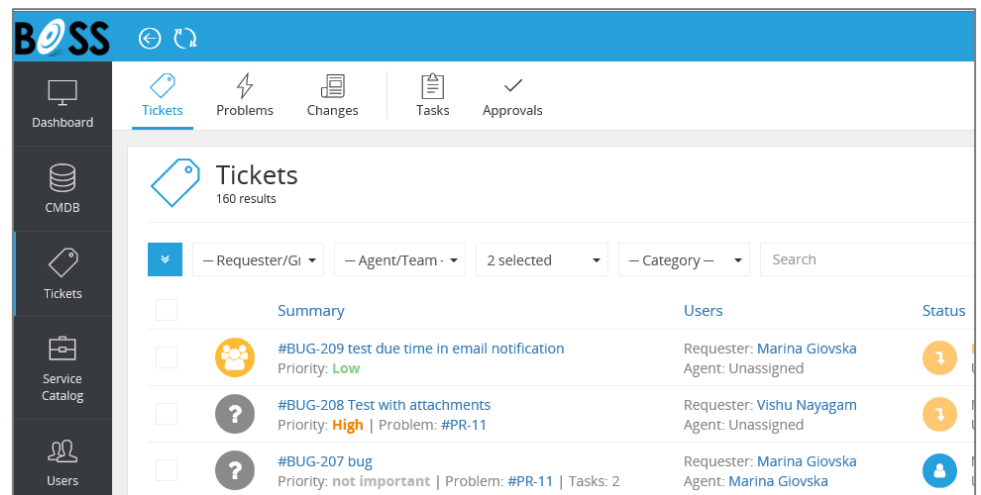 BOSS
Dashboard
CMDB
Tickets
Service
Catalog
Users
Tickets
Problems
Changes
Tasks
Approvals
Tickets
160 results
— Requester/Gr
— Agent/Team -
2 selected
— Category —
Search
Summary
Users
Status
#BUG-209 test due time in email notification
Priority: Low
Requester: Marina Giovska
Agent: Unassigned
#BUG-208 Test with attachments
Priority: High | Problem: #PR-11
Requester: Vishu Nayagam
Agent: Unassigned
#BUG-207 bug
Priority: not important | Problem: #PR-11 | Tasks: 2
Requester: Marina Giovska
Agent: Marina Giovska